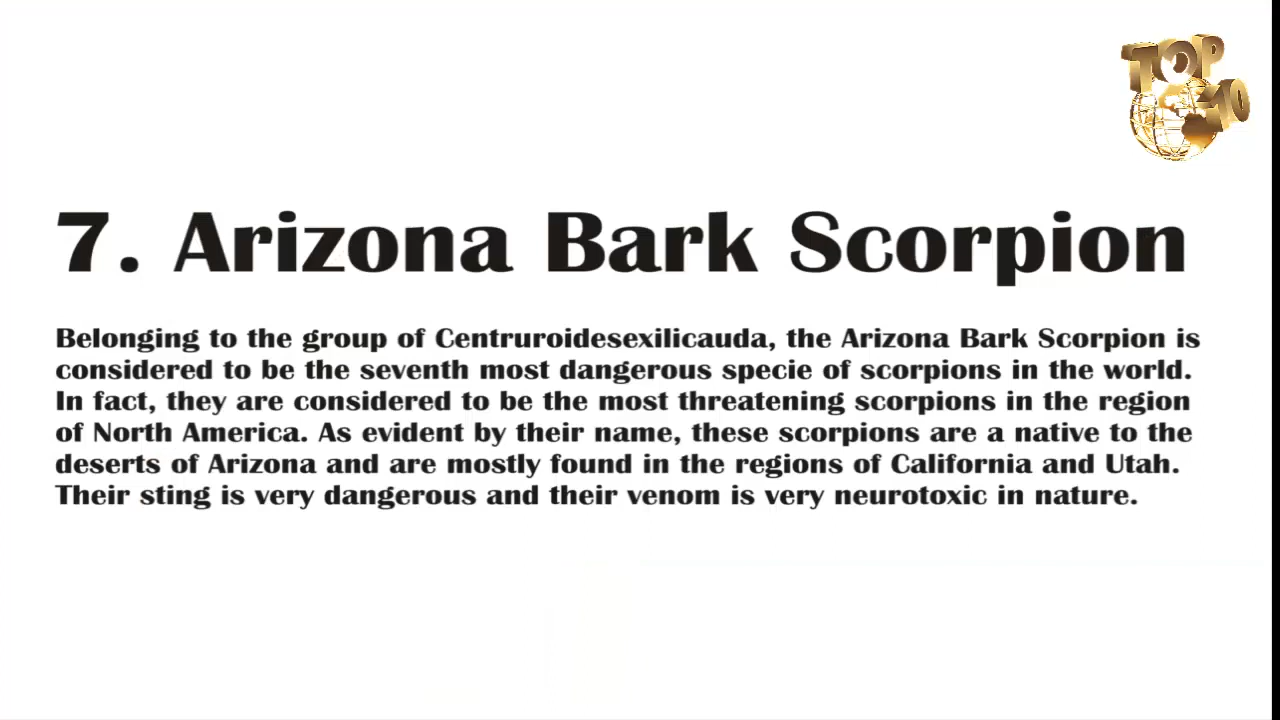 TOP
10
7. Arizona Bark Scorpion
Belonging to the group of Centruroidesexilicauda, the Arizona Bark Scorpion is
considered to be the seventh most dangerous specie of scorpions in the world.
In fact, they are considered to be the most threatening scorpions in the region
of North America. As evident by their name, these scorpions are a native to the
deserts of Arizona and are mostly found in the regions of California and Utah.
Their sting is very dangerous and their venom is very neurotoxic in nature.